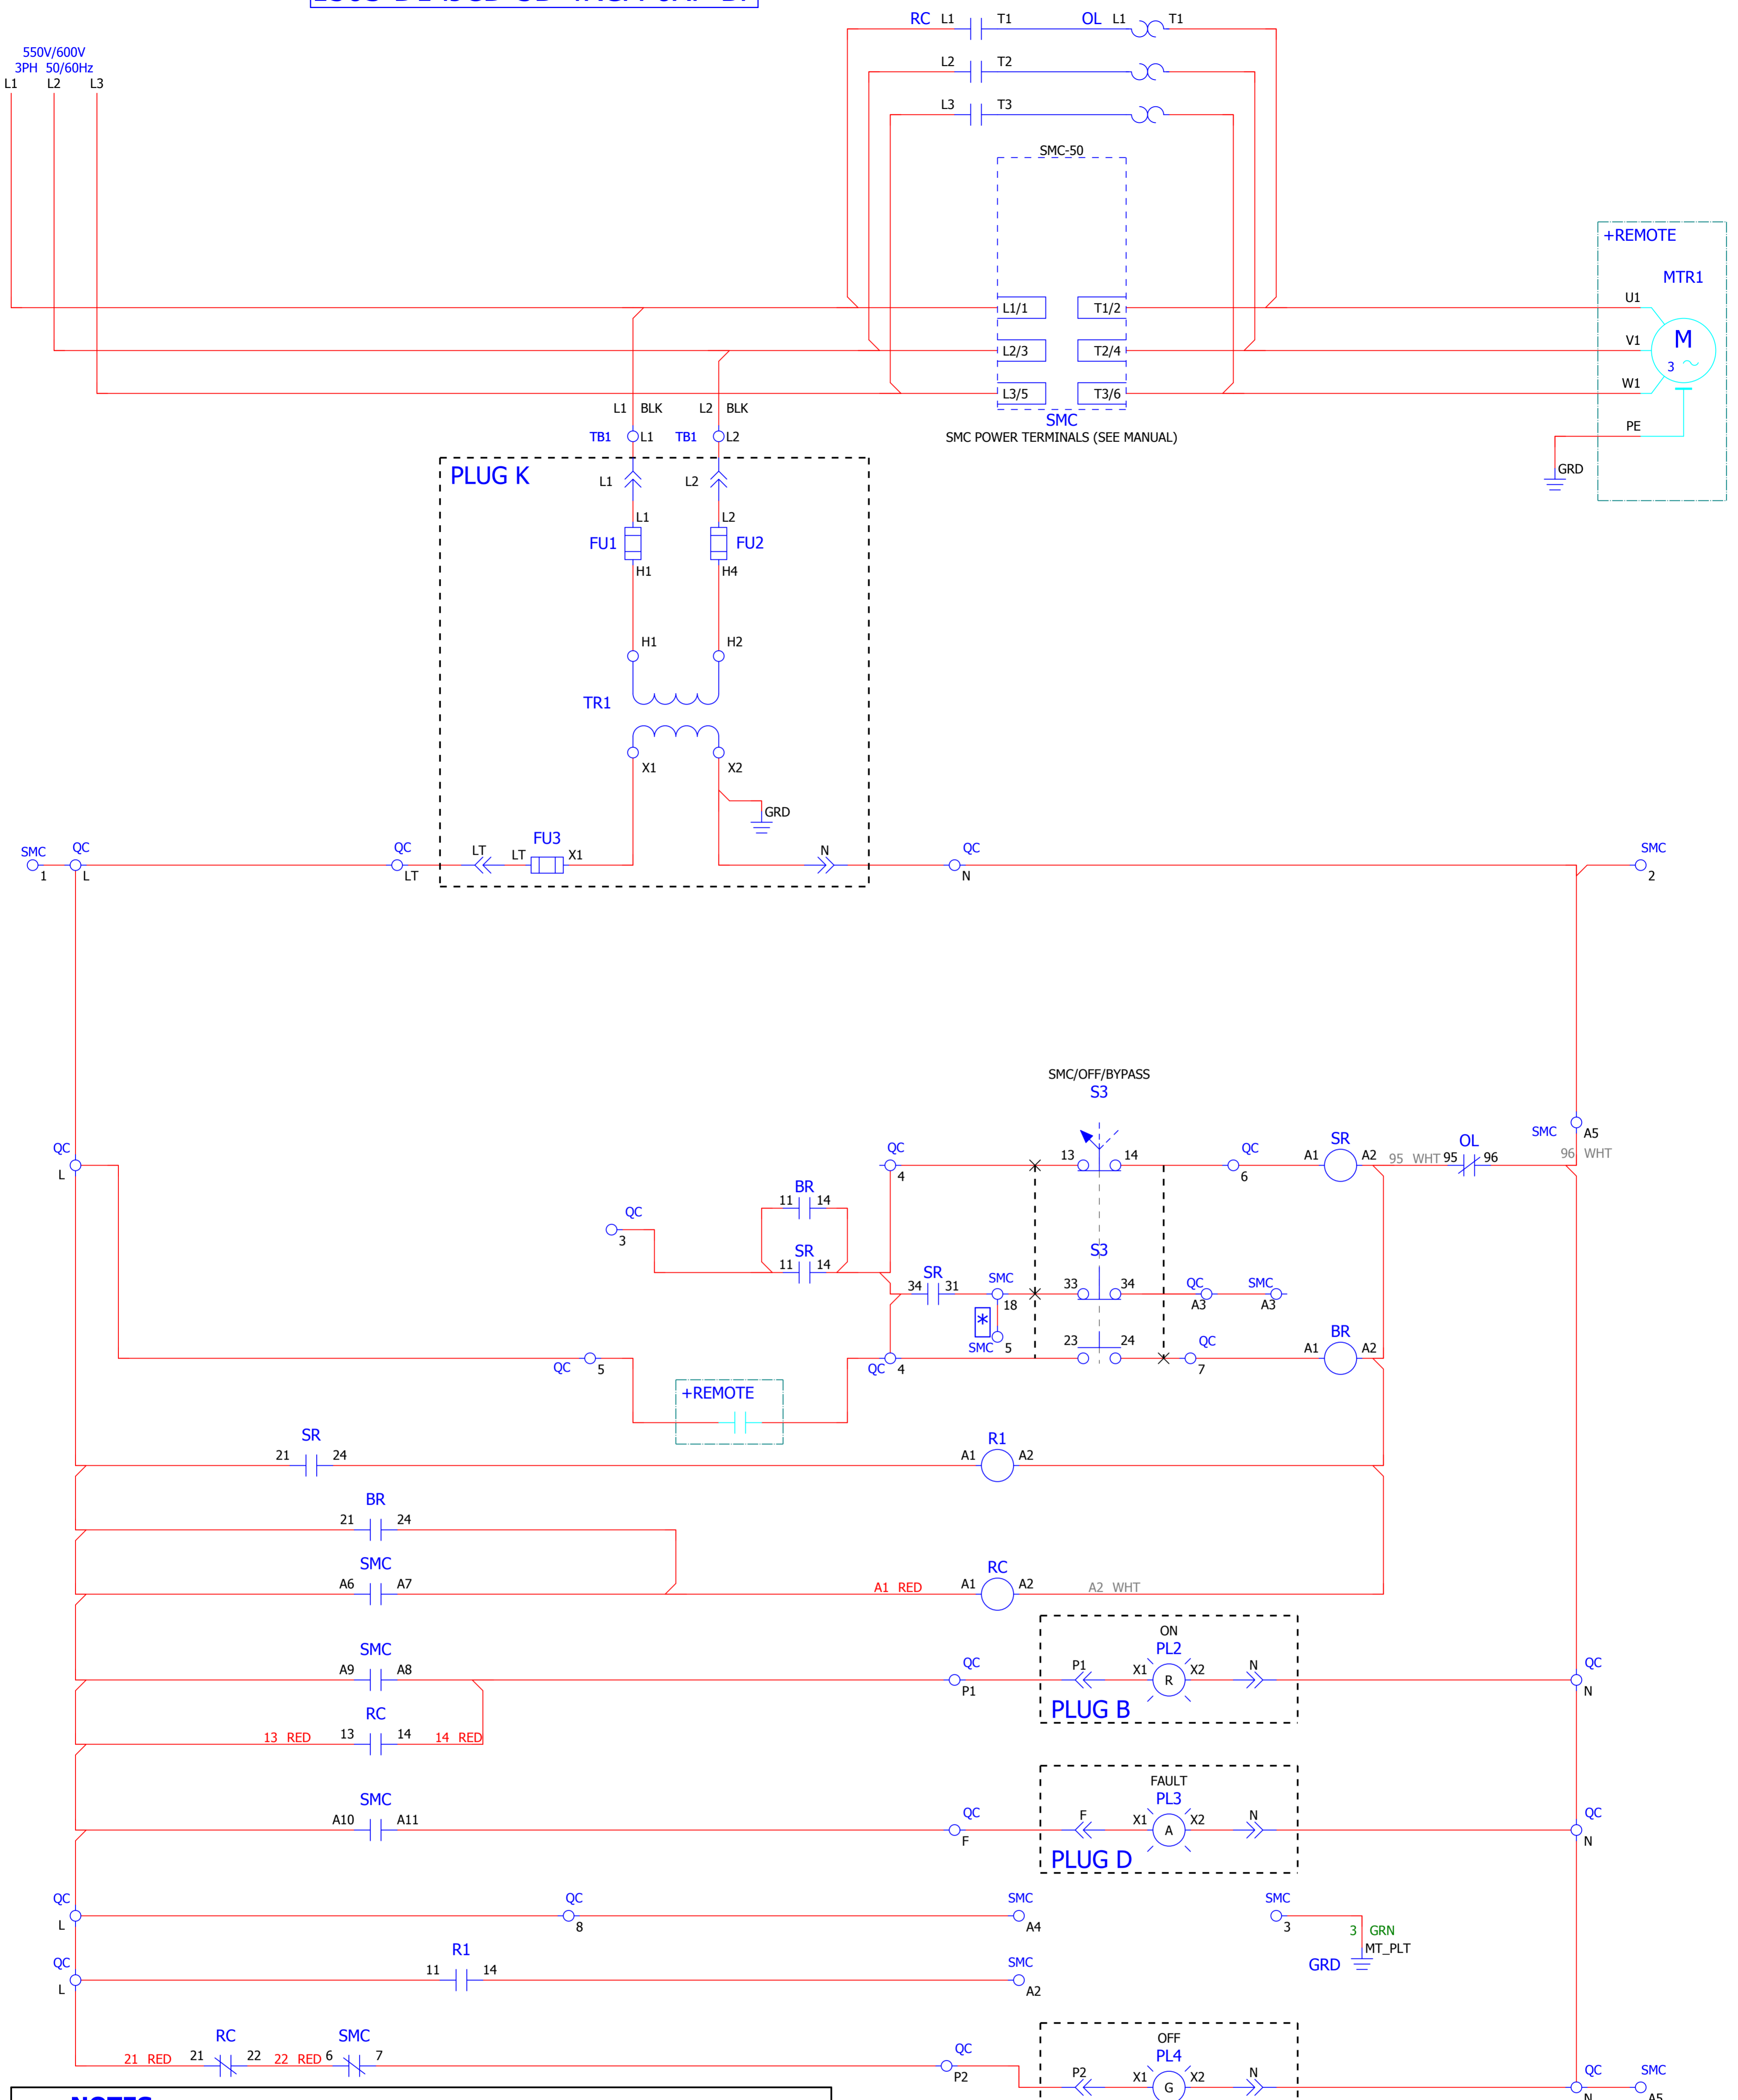 550V/600V
3PH 50/60Hz
L1 L2 L3
RC L1 T1 OL L1 T1
L2 T2
L3 T3
SMC-50
+REMOTE
MTR1
L1/1 T1/2 U1
L2/3 T2/4 V1
M
3
L3/5 T3/6 W1
SMC
SMC POWER TERMINALS (SEE MANUAL)
PE
GRD
L1 BLK L2 BLK
TB1 L1 TB1 L2
PLUG K
L1 L2
L1 L2
FU1 FU2
H1 H4
H1 H2
TR1
X1 X2
GRD
SMC QC QC LT LT FU3 X1 N QC SMC
1 L LT N 2
SMC/OFF/BYPASS
S3
SMC A5
QC QC 13 14 QC SR OL
L 4 6 A1 A2 95 WHT 95 96 96 WHT
BR
11 14
QC
3
SR
11 14
S3
SR
34 31 SMC 33 34 QC SMC
18 A3 A3
*
SMC 5
23 24 QC BR
QC 5 QC 4 7 A1 A2
+REMOTE
SR R1
21 24 A1 A2
BR
21 24
SMC RC
A6 A7 A1 RED A1 A2 A2 WHT
ON
SMC QC PL2 QC
A9 A8 P1 P1 X1 R X2 N N
PLUG B
RC
13 RED 13 14 14 RED
FAULT
SMC QC PL3 QC
A10 A11 F F X1 A X2 N N
PLUG D
QC QC SMC SMC
L 8 A4 3
3 GRN
MT_PLT
GRD
QC R1 SMC
L 11 14 A2
OFF
RC SMC QC PL4 QC SMC
21 RED 21 22 22 RED 6 7 P2 P2 X1 G X2 N N A5